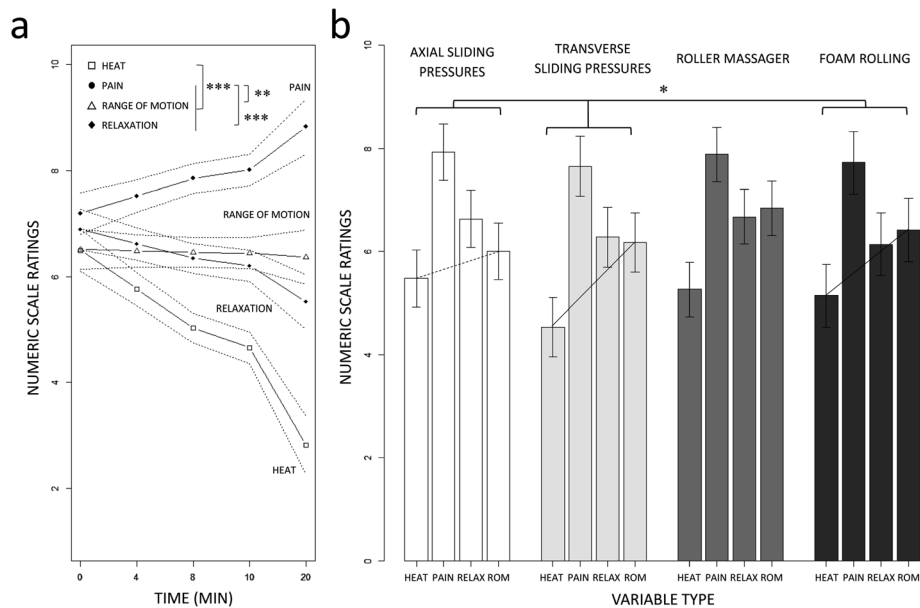 a
NUMERIC SCALE RATINGS
10
8
6
4
2
HEAT
PAIN
RANGE OF MOTION
RELAXATION
***
**
***
PAIN
RANGE OF MOTION
RELAXATION
HEAT
0 4 8 10 20
TIME (MIN)
b
NUMERIC SCALE RATINGS
10
8
6
4
2
0
AXIAL SLIDING
PRESSURES
TRANSVERSE
SLIDING PRESSURES
ROLLER MASSAGER
FOAM ROLLING
*
HEAT PAIN RELAX ROM HEAT PAIN RELAX ROM HEAT PAIN RELAX ROM HEAT PAIN RELAX ROM
VARIABLE TYPE